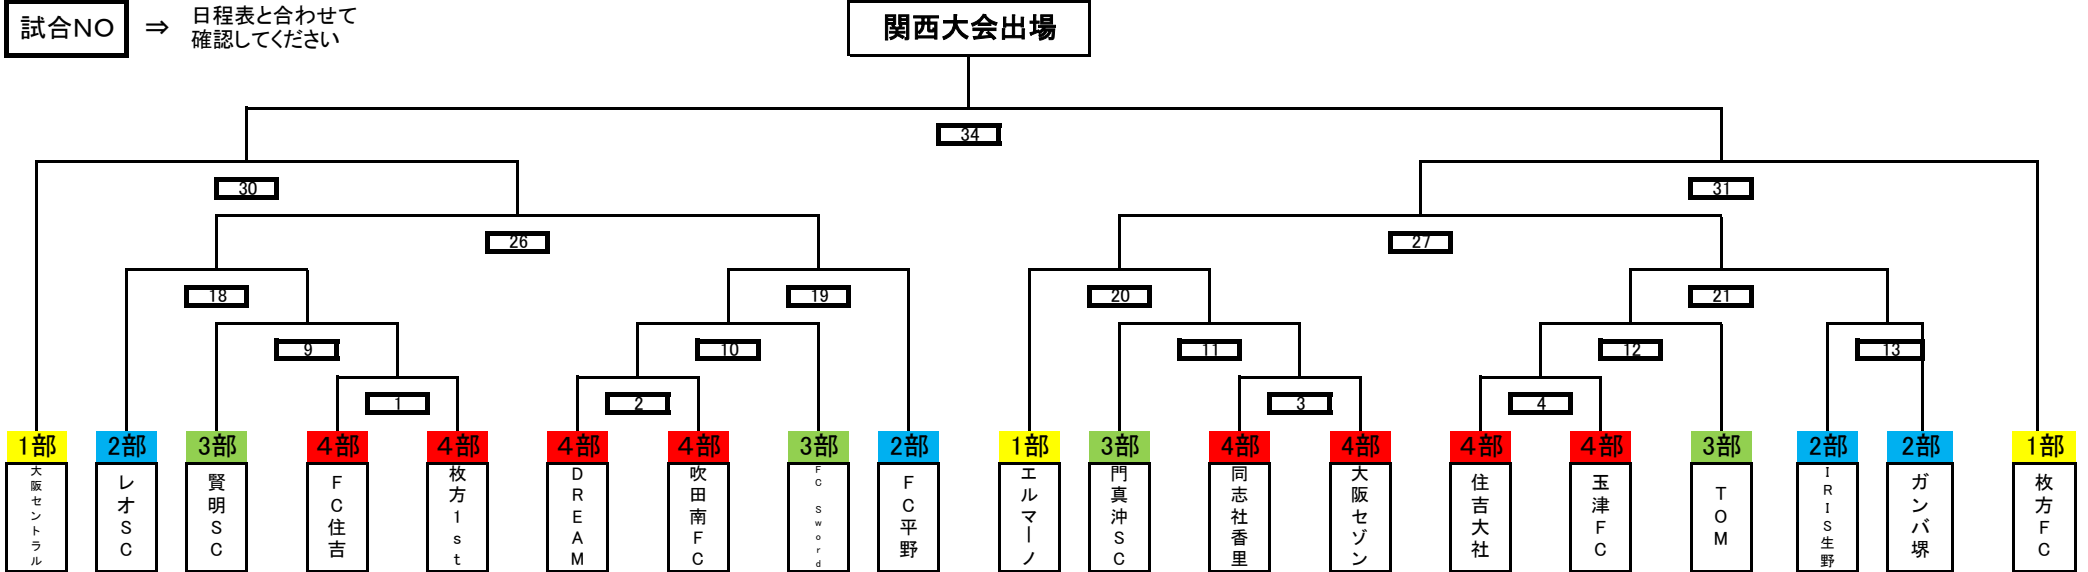 試合NO
⇒
日程表と合わせて
確認してください
関西大会出場
34
30
31
26
27
18
19
20
21
9
10
11
12
13
1
2
3
4
1部
2部
3部
4部
4部
4部
4部
3部
2部
1部
3部
4部
4部
4部
4部
3部
2部
2部
1部
大阪セントラル
レオSC
賢明SC
FC住吉
枚方1st
DREAM
吹田南FC
FC Sword
FC平野
エルマーノ
門真沖SC
同志社香里
大阪セゾン
住吉大社
玉津FC
TOM
IRIS生野
ガンバ堺
枚方FC